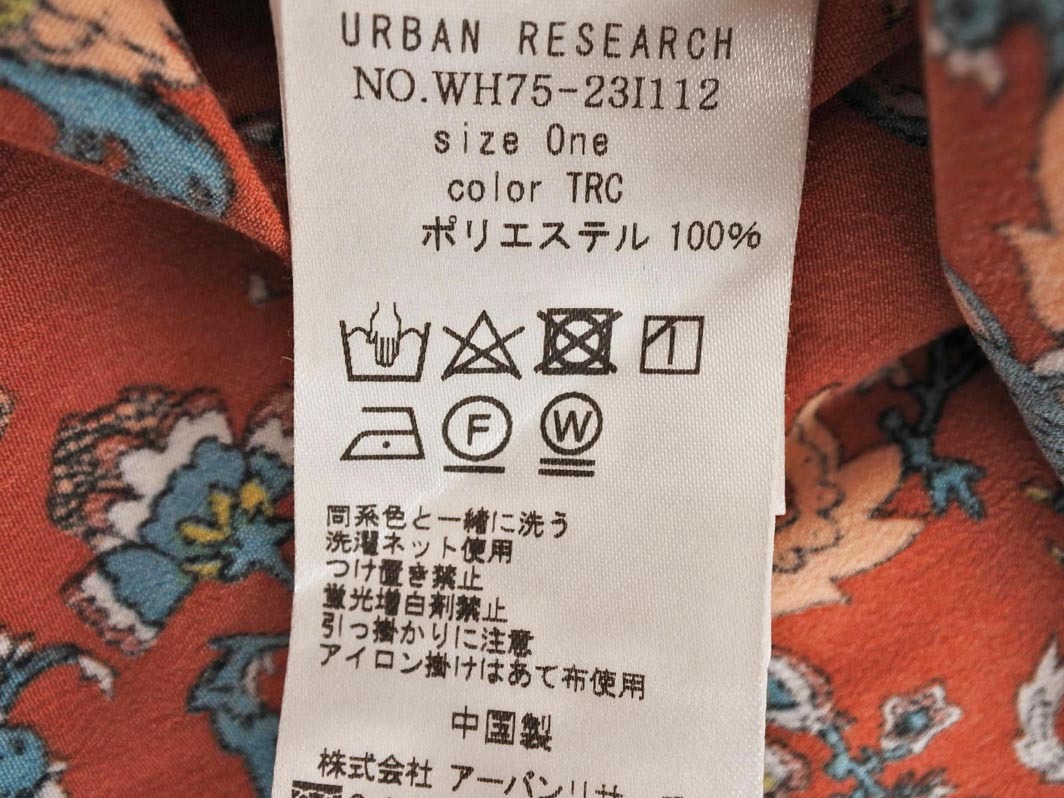 URBAN RESEARCH
NO.WH75-23I112
size One
color TRC
ポリエステル 100%
F
W
同系色と一緒に洗う
洗濯ネット使用
つけ置き禁止
蛍光増白剤禁止
引っ掛かりに注意
アイロン掛けはあて布使用
中国製
株式会社 アーバンリサ